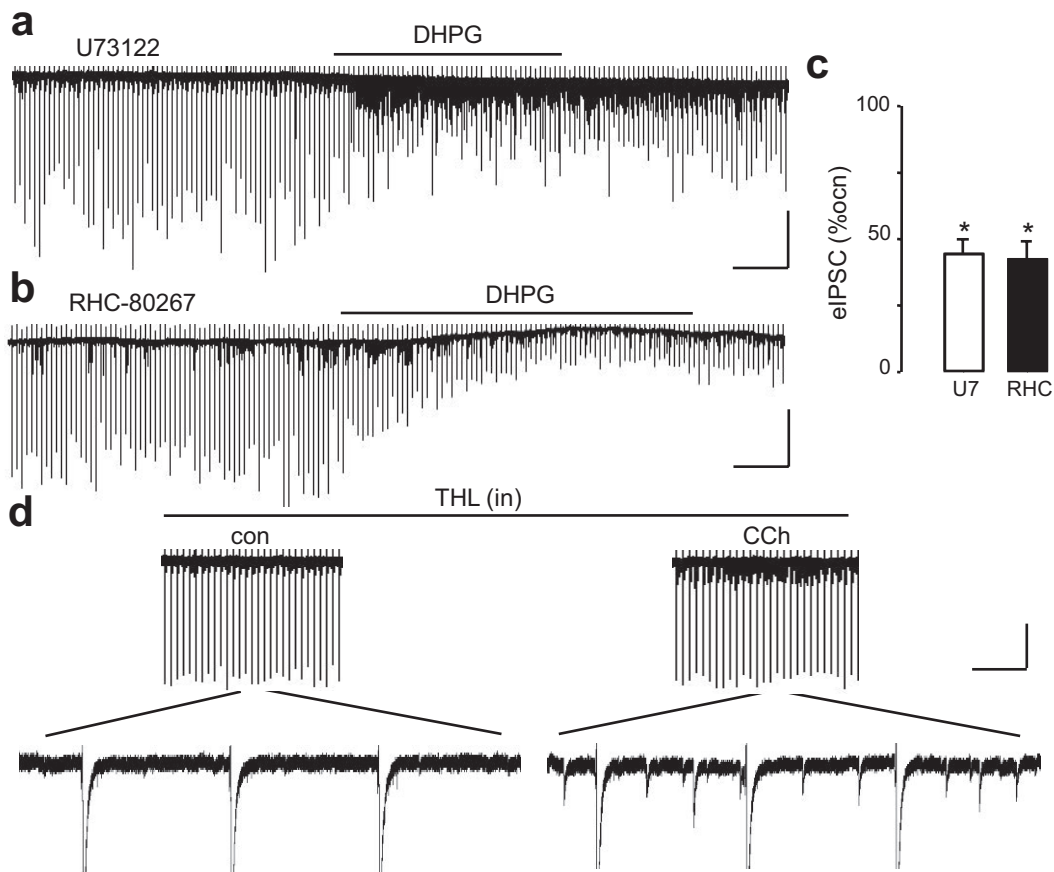 a
U73122
DHPG
b
RHC-80267
DHPG
c
100
50
0
eIPSC (%ocn)
*
*
U7
RHC
d
THL (in)
con
CCh